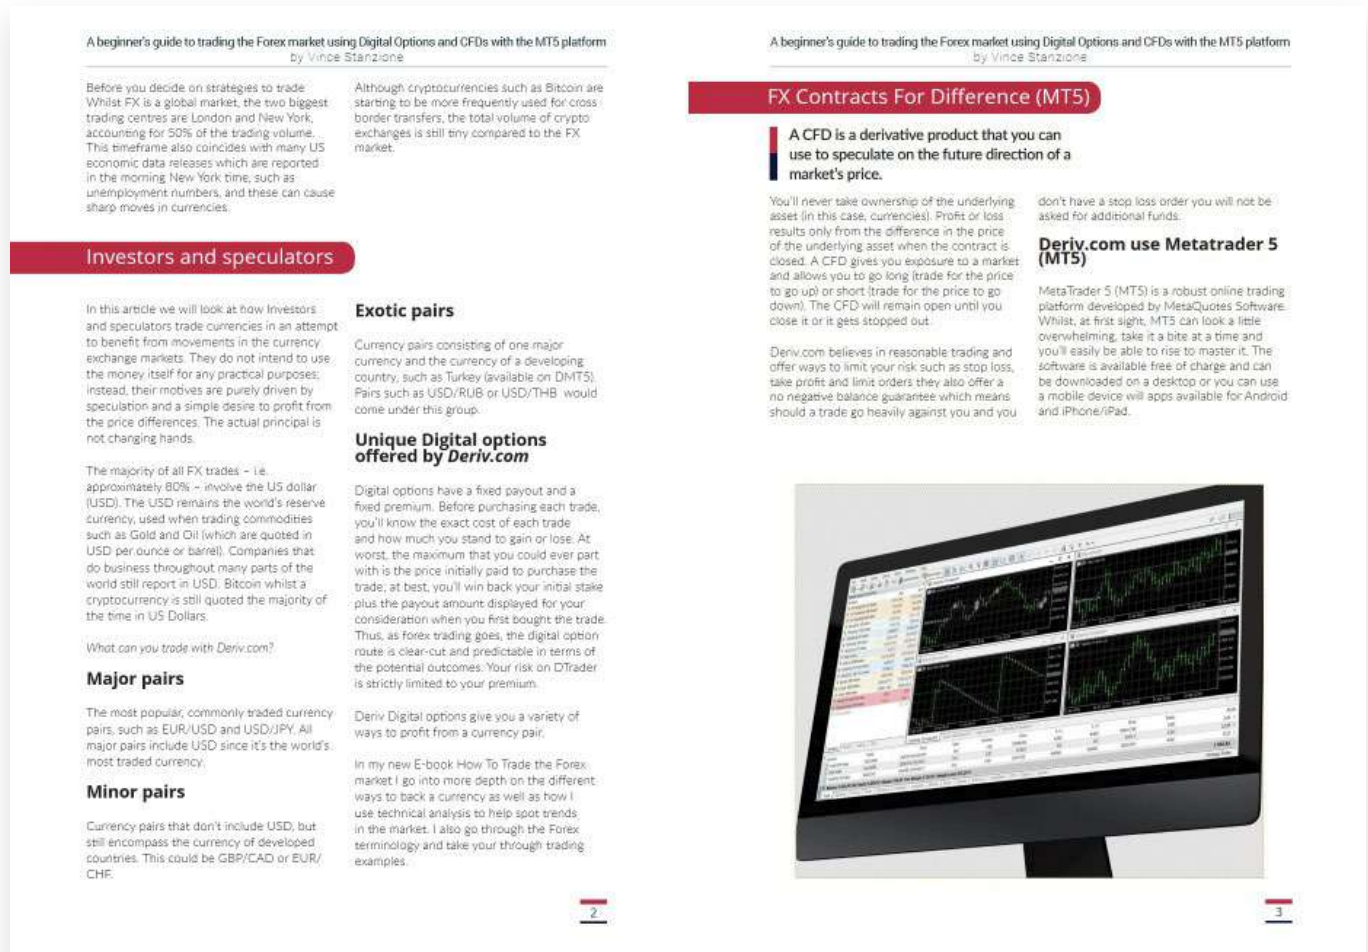 A beginner's guide to trading the Forex market using Digital Options and CFDs with the MT5 platform
by Vince Stanzione
Before you decide on strategies to trade
Whilst FX is a global market, the two biggest
trading centres are London and New York,
accounting for 50% of the trading volume.
This timeframe also coincides with many US
economic data releases which are reported
in the morning New York time, such as
unemployment numbers, and these can cause
sharp moves in currencies.
Although cryptocurrencies such as Bitcoin are
starting to be more frequently used for cross
border transfers, the total volume of crypto
exchanges is still tiny compared to the FX
market.
Investors and speculators
In this article we will look at how Investors
and speculators trade currencies in an attempt
to benefit from movements in the currency
exchange markets. They do not intend to use
the money itself for any practical purposes;
instead, their motives are purely driven by
speculation and a simple desire to profit from
the price differences. The actual principal is
not changing hands.
The majority of all FX trades – i.e.
approximately 80% – involve the US dollar
(USD). The USD remains the world's reserve
currency, used when trading commodities
such as Gold and Oil (which are quoted in
USD per ounce or barrel). Companies that
do business throughout many parts of the
world still report in USD. Bitcoin whilst a
cryptocurrency is still quoted the majority of
the time in US Dollars.
What can you trade with Deriv.com?
Major pairs
The most popular, commonly traded currency
pairs, such as EUR/USD and USD/JPY. All
major pairs include USD since it's the world's
most traded currency.
Minor pairs
Currency pairs that don't include USD, but
still encompass the currency of developed
countries. This could be GBP/CAD or EUR/
CHF.
Exotic pairs
Currency pairs consisting of one major
currency and the currency of a developing
country, such as Turkey (available on DMT5).
Pairs such as USD/RUB or USD/THB would
come under this group.
Unique Digital options
offered by Deriv.com
Digital options have a fixed payout and a
fixed premium. Before purchasing each trade,
you'll know the exact cost of each trade
and how much you stand to gain or lose. At
worst, the maximum that you could ever part
with is the price initially paid to purchase the
trade; at best, you'll win back your initial stake
plus the payout amount displayed for your
consideration when you first bought the trade.
Thus, as forex trading goes, the digital option
route is clear-cut and predictable in terms of
the potential outcomes. Your risk on DTrader
is strictly limited to your premium.
Deriv Digital options give you a variety of
ways to profit from a currency pair.
In my new E-book How To Trade the Forex
market I go into more depth on the different
ways to back a currency as well as how I
use technical analysis to help spot trends
in the market. I also go through the Forex
terminology and take your through trading
examples.
2
A beginner's guide to trading the Forex market using Digital Options and CFDs with the MT5 platform
by Vince Stanzione
FX Contracts For Difference (MT5)
A CFD is a derivative product that you can
use to speculate on the future direction of a
market's price.
You'll never take ownership of the underlying
asset (in this case, currencies). Profit or loss
results only from the difference in the price
of the underlying asset when the contract is
closed. A CFD gives you exposure to a market
and allows you to go long (trade for the price
to go up) or short (trade for the price to go
down). The CFD will remain open until you
close it or it gets stopped out.
Deriv.com believes in reasonable trading and
offer ways to limit your risk such as stop loss,
take profit and limit orders they also offer a
no negative balance guarantee which means
should a trade go heavily against you and you
don't have a stop loss order you will not be
asked for additional funds.
Deriv.com use Metatrader 5
(MT5)
MetaTrader 5 (MT5) is a robust online trading
platform developed by MetaQuotes Software.
Whilst, at first sight, MT5 can look a little
overwhelming, take it a bite at a time and
you'll easily be able to rise to master it. The
software is available free of charge and can
be downloaded on a desktop or you can use
a mobile device will apps available for Android
and iPhone/iPad.
3